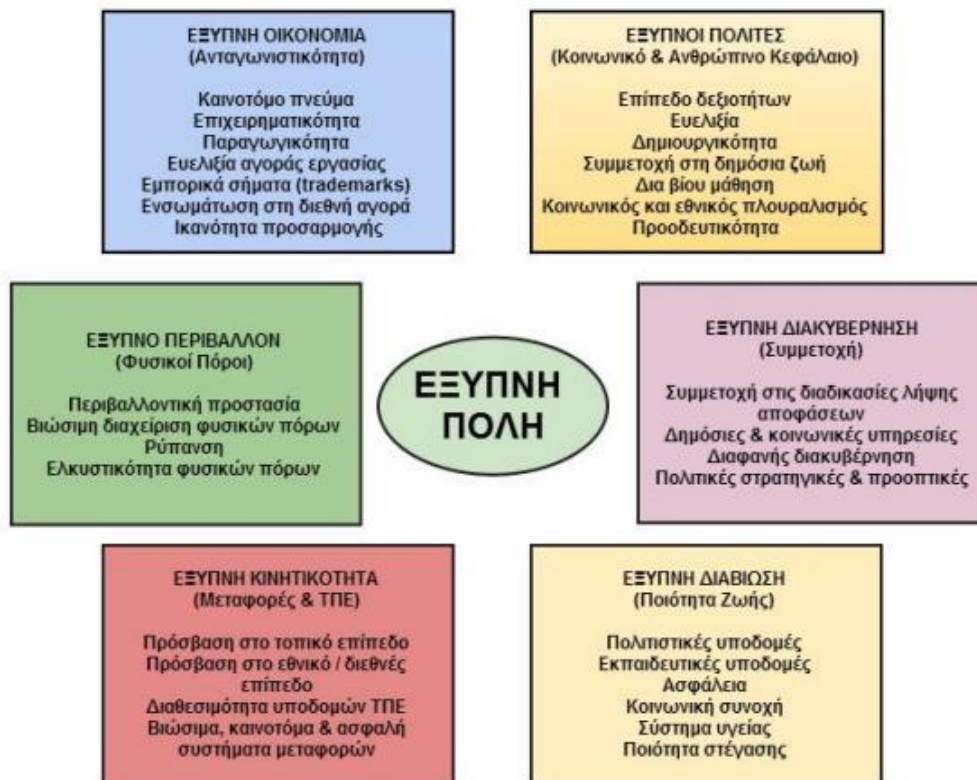 ΕΞΥΠΝΗ ΟΙΚΟΝΟΜΙΑ
(Ανταγωνιστικότητα)
Καινοτόμο πνεύμα
Επιχειρηματικότητα
Παραγωγικότητα
Ευελιξία αγοράς εργασίας
Εμπορικά σήματα (trademarks)
Ενσωμάτωση στη διεθνή αγορά
Ικανότητα προσαρμογής
ΕΞΥΠΝΟΙ ΠΟΛΙΤΕΣ
(Κοινωνικό & Ανθρώπινο Κεφάλαιο)
Επίπεδο δεξιοτήτων
Ευελιξία
Δημιουργικότητα
Συμμετοχή στη δημόσια ζωή
Δια βίου μάθηση
Κοινωνικός και εθνικός πλουραλισμός
Προοδευτικότητα
ΕΞΥΠΝΟ ΠΕΡΙΒΑΛΛΟΝ
(Φυσικοί Πόροι)
Περιβαλλοντική προστασία
Βιώσιμη διαχείριση φυσικών πόρων
Ρύπανση
Ελκυστικότητα φυσικών πόρων
ΕΞΥΠΝΗ
ΠΟΛΗ
ΕΞΥΠΝΗ ΔΙΑΚΥΒΕΡΝΗΣΗ
(Συμμετοχή)
Συμμετοχή στις διαδικασίες λήψης
αποφάσεων
Δημόσιες & κοινωνικές υπηρεσίες
Διαφανής διακυβέρνηση
Πολιτικές στρατηγικές & προοπτικές
ΕΞΥΠΝΗ ΚΙΝΗΤΙΚΟΤΗΤΑ
(Μεταφορές & ΤΠΕ)
Πρόσβαση στο τοπικό επίπεδο
Πρόσβαση στο εθνικό / διεθνές
επίπεδο
Διαθεσιμότητα υποδομών ΤΠΕ
Βιώσιμα, καινοτόμα & ασφαλή
συστήματα μεταφορών
ΕΞΥΠΝΗ ΔΙΑΒΙΩΣΗ
(Ποιότητα Ζωής)
Πολιτιστικές υποδομές
Εκπαιδευτικές υποδομές
Ασφάλεια
Κοινωνική συνοχή
Σύστημα υγείας
Ποιότητα στέγασης